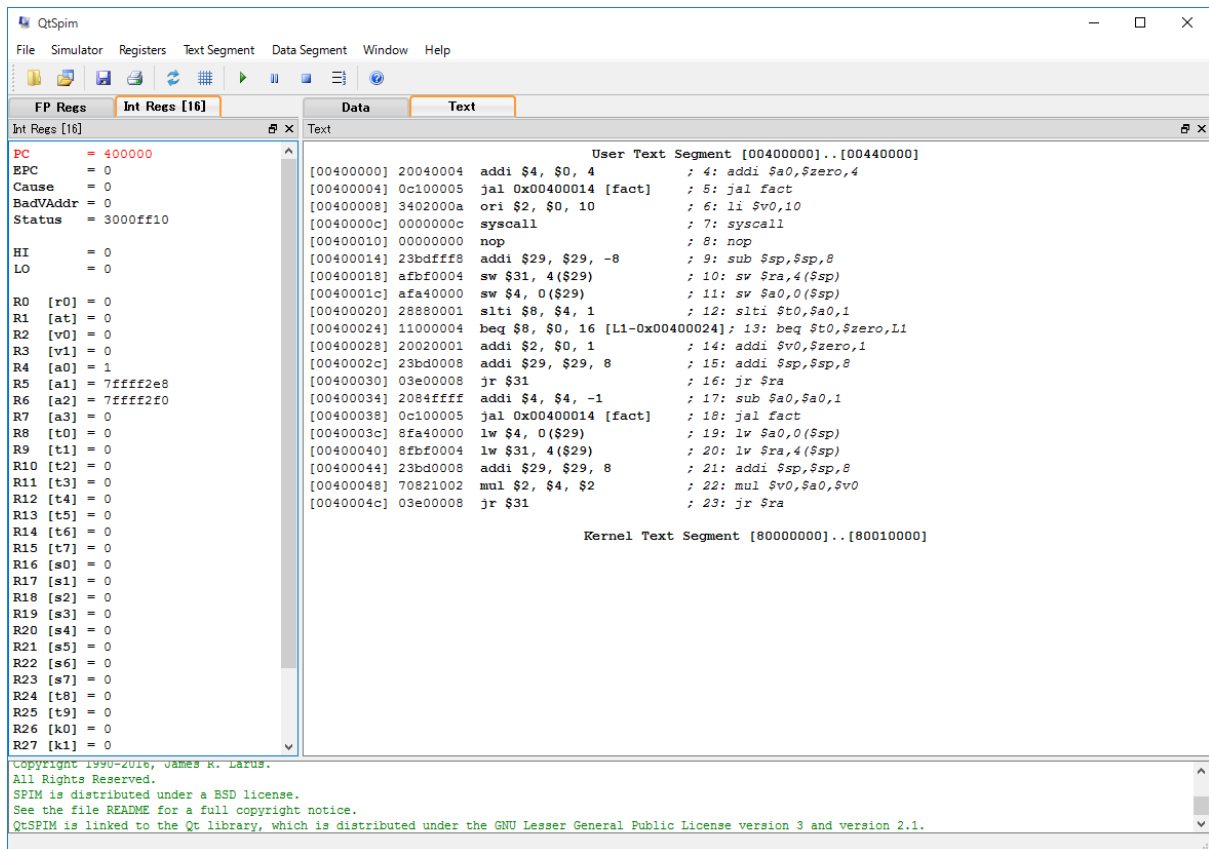 QtSpim
File Simulator Registers Text Segment Data Segment Window Help
FP Regs Int Regs [16] Data Text
Int Regs [16]
Text
PC = 400000
EPC = 0
Cause = 0
BadVAddr = 0
Status = 3000ff10
HI = 0
LO = 0
R0 [r0] = 0
R1 [at] = 0
R2 [v0] = 0
R3 [v1] = 0
R4 [a0] = 1
R5 [a1] = 7ffff2e8
R6 [a2] = 7ffff2f0
R7 [a3] = 0
R8 [t0] = 0
R9 [t1] = 0
R10 [t2] = 0
R11 [t3] = 0
R12 [t4] = 0
R13 [t5] = 0
R14 [t6] = 0
R15 [t7] = 0
R16 [s0] = 0
R17 [s1] = 0
R18 [s2] = 0
R19 [s3] = 0
R20 [s4] = 0
R21 [s5] = 0
R22 [s6] = 0
R23 [s7] = 0
R24 [t8] = 0
R25 [t9] = 0
R26 [k0] = 0
R27 [k1] = 0
User Text Segment [00400000]..[00440000]
[00400000] 20040004 addi $4, $0, 4 ; 4: addi $a0,$zero,4
[00400004] 0c100005 jal 0x00400014 [fact] ; 5: jal fact
[00400008] 3402000a ori $2, $0, 10 ; 6: li $v0,10
[0040000c] 0000000c syscall ; 7: syscall
[00400010] 00000000 nop ; 8: nop
[00400014] 23bdfff8 addi $29, $29, -8 ; 9: sub $sp,$sp,8
[00400018] afbf0004 sw $31, 4($29) ; 10: sw $ra,4($sp)
[0040001c] afa40000 sw $4, 0($29) ; 11: sw $a0,0($sp)
[00400020] 28880001 slti $8, $4, 1 ; 12: slti $t0,$a0,1
[00400024] 11000004 beq $8, $0, 16 [L1-0x00400024]; 13: beq $t0,$zero,L1
[00400028] 20020001 addi $2, $0, 1 ; 14: addi $v0,$zero,1
[0040002c] 23bd0008 addi $29, $29, 8 ; 15: addi $sp,$sp,8
[00400030] 03e00008 jr $31 ; 16: jr $ra
[00400034] 2084ffff addi $4, $4, -1 ; 17: sub $a0,$a0,1
[00400038] 0c100005 jal 0x00400014 [fact] ; 18: jal fact
[0040003c] 8fa40000 lw $4, 0($29) ; 19: lw $a0,0($sp)
[00400040] 8fbf0004 lw $31, 4($29) ; 20: lw $ra,4($sp)
[00400044] 23bd0008 addi $29, $29, 8 ; 21: addi $sp,$sp,8
[00400048] 70821002 mul $2, $4, $2 ; 22: mul $v0,$a0,$v0
[0040004c] 03e00008 jr $31 ; 23: jr $ra
Kernel Text Segment [80000000]..[80010000]
Copyright 1990-2016, James R. Larus.
All Rights Reserved.
SPIM is distributed under a BSD license.
See the file README for a full copyright notice.
QtSPIM is linked to the Qt library, which is distributed under the GNU Lesser General Public License version 3 and version 2.1.